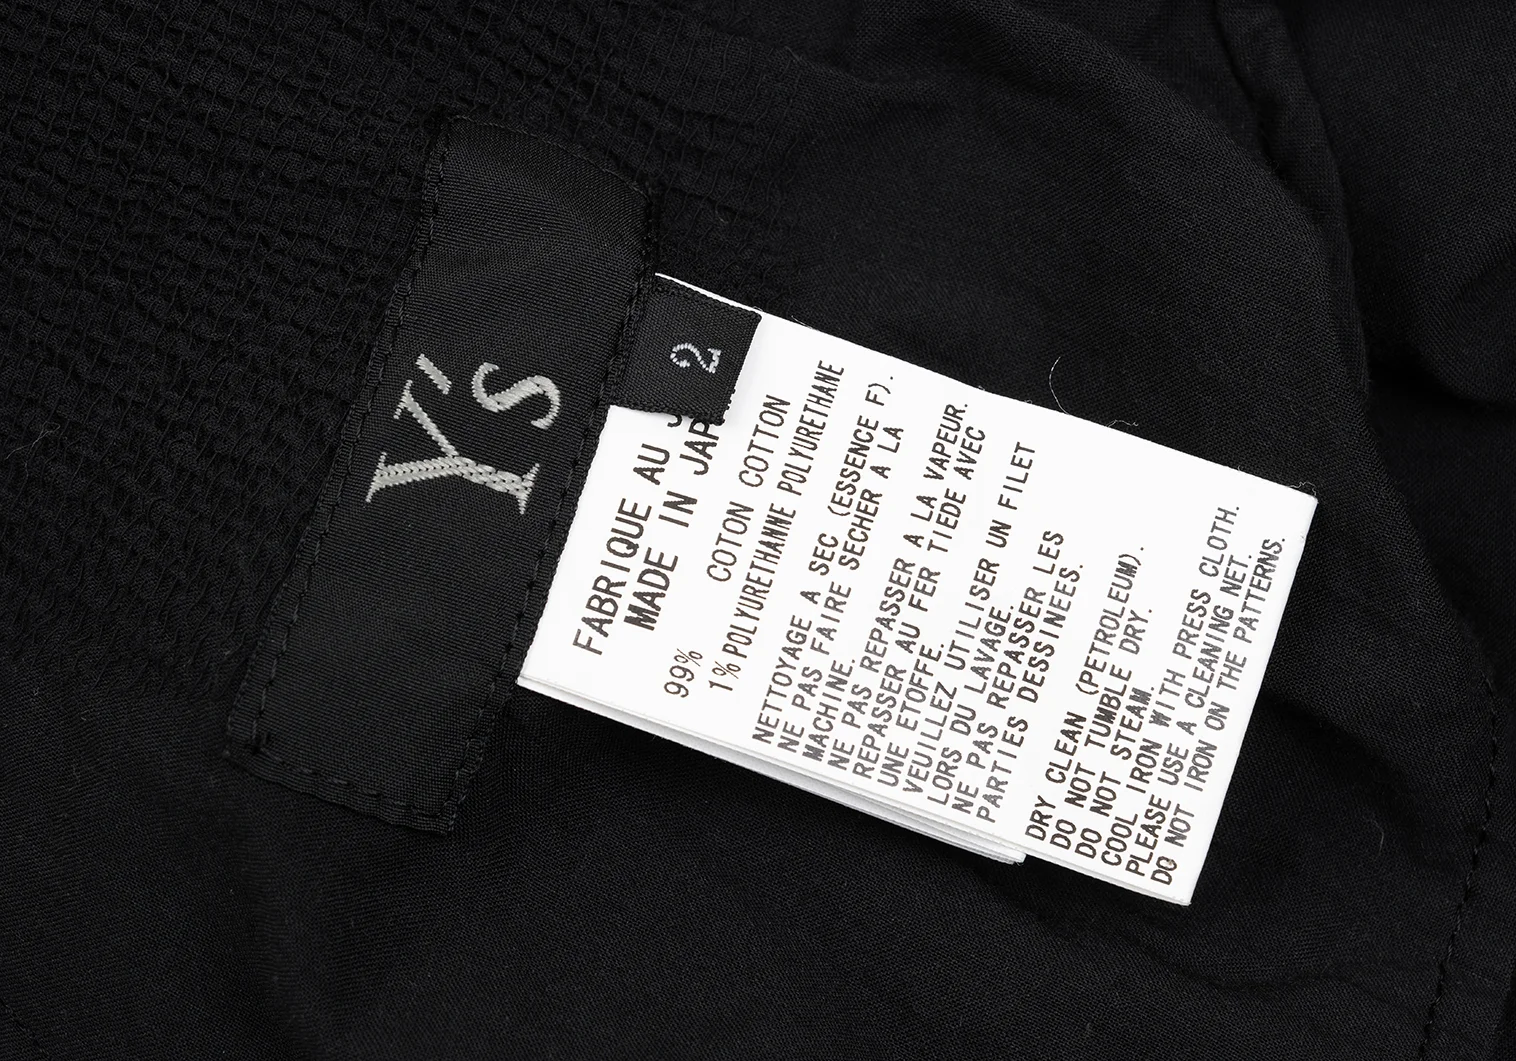 Y's
2
FABRIQUE AU
MADE IN JAP
99% COTON COTTON
1% POLYURETHANNE POLYURETHANE
NETTOYAGE A SEC (ESSENCE F).
NE PAS FAIRE SECHER A LA
MACHINE.
NE PAS REPASSER A LA VAPEUR.
REPASSER AU FER TIEDE AVEC
UNE ETOFFE.
VEUILLEZ UTILISER UN FILET
LORS DU LAVAGE.
NE PAS REPASSER LES
PARTIES DESSINEES.
DRY CLEAN (PETROLEUM).
DO NOT TUMBLE DRY.
DO NOT STEAM
COOL IRON WITH PRESS CLOTH.
PLEASE USE A CLEANING NET.
DO NOT IRON ON THE PATTERNS.